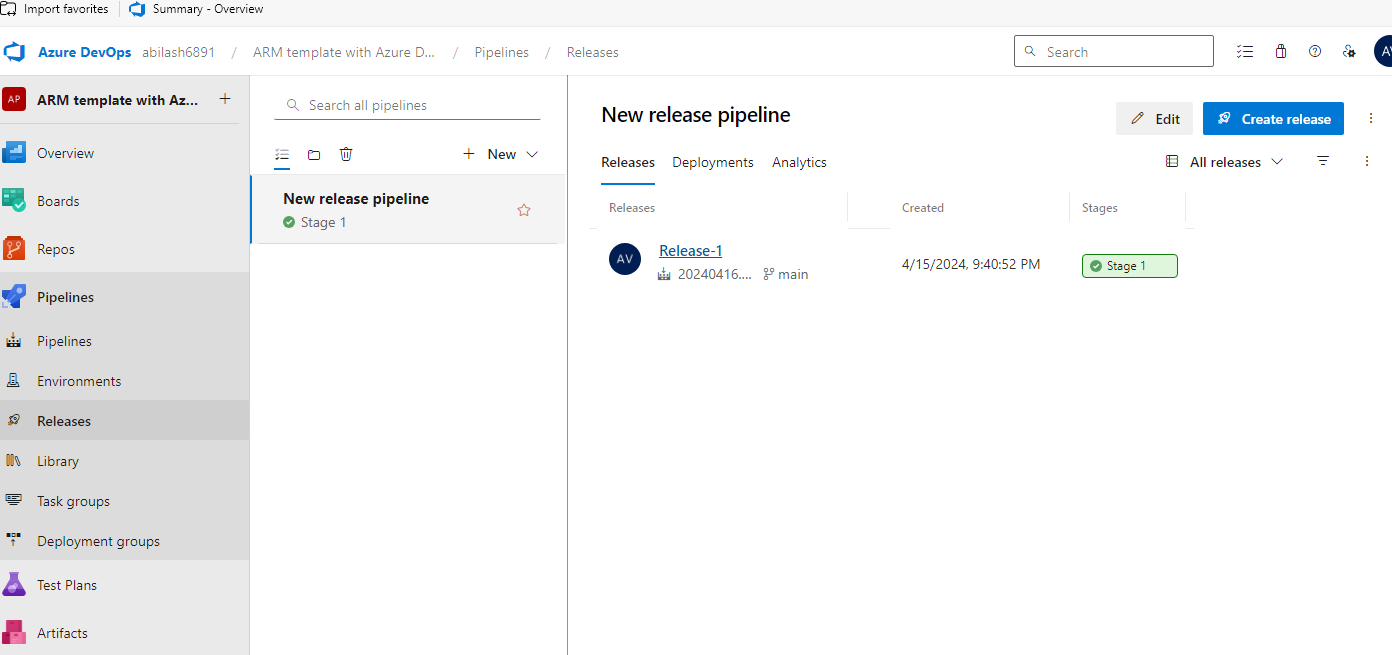 Import favorites Summary - Overview
Azure DevOps abilash6891 / ARM template with Azure D... / Pipelines / Releases Search AV
AP ARM template with Az... +
Overview
Boards
Repos
Pipelines
Pipelines
Environments
Releases
Library
Task groups
Deployment groups
Test Plans
Artifacts
Search all pipelines
+ New
New release pipeline
Stage 1
New release pipeline Edit Create release
Releases Deployments Analytics All releases
Releases Created Stages
AV Release-1 4/15/2024, 9:40:52 PM Stage 1
20240416.... main